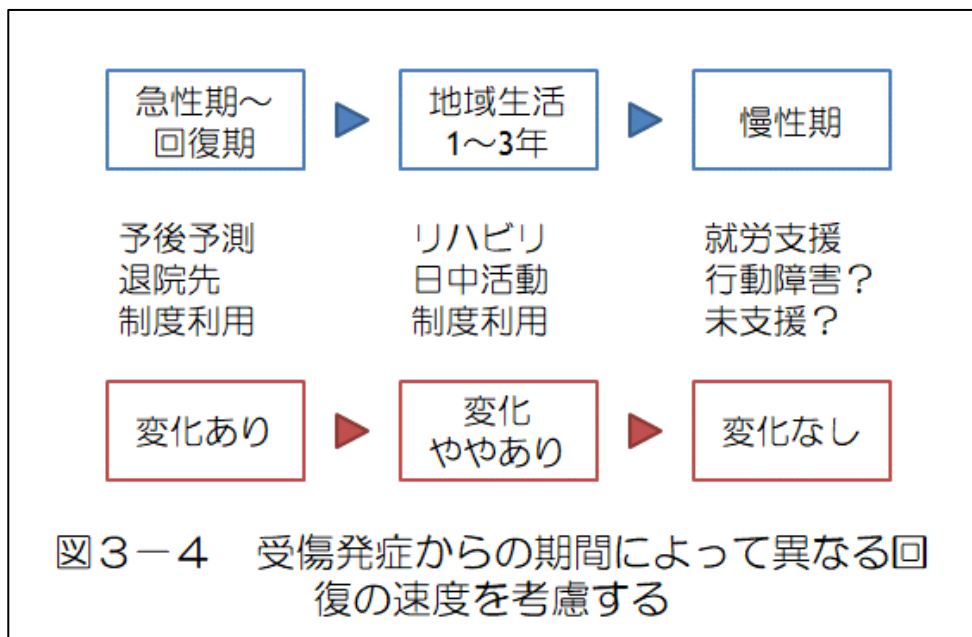 急性期～
回復期
地域生活
1～3年
慢性期
予後予測
退院先
制度利用
リハビリ
日中活動
制度利用
就労支援
行動障害？
未支援？
変化あり
変化
ややあり
変化なし
図３－４　受傷発症からの期間によって異なる回
復の速度を考慮する